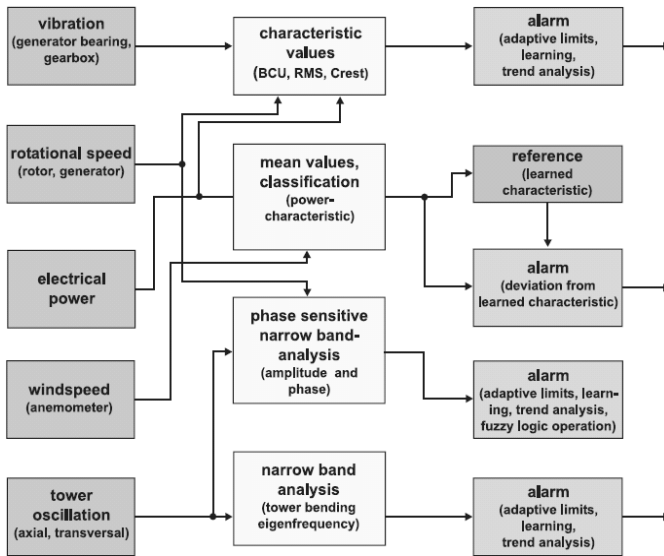 vibration
(generator bearing,
gearbox)
characteristic
values
(BCU, RMS, Crest)
alarm
(adaptive limits,
learning,
trend analysis)
rotational speed
(rotor, generator)
mean values,
classification
(power-
characteristic)
reference
(learned
characteristic)
electrical
power
alarm
(deviation from
learned characteristic)
phase sensitive
narrow band-
analysis
(amplitude and
phase)
windspeed
(anemometer)
alarm
(adaptive limits, learn-
ing, trend analysis,
fuzzy logic operation)
tower
oscillation
(axial, transversal)
narrow band
analysis
(tower bending
eigenfrequency)
alarm
(adaptive limits,
learning,
trend analysis)